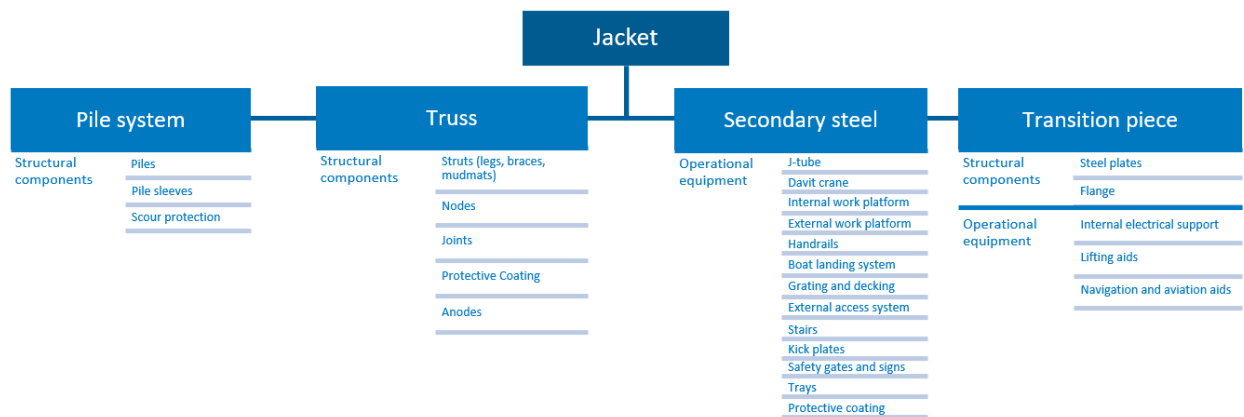 Jacket
Pile system
Structural
components
Piles
Pile sleeves
Scour protection
Truss
Structural
components
Struts (legs, braces,
mudmats)
Nodes
Joints
Protective Coating
Anodes
Secondary steel
Operational
equipment
J-tube
Davit crane
Internal work platform
External work platform
Handrails
Boat landing system
Grating and decking
External access system
Stairs
Kick plates
Safety gates and signs
Trays
Protective coating
Transition piece
Structural
components
Steel plates
Flange
Operational
equipment
Internal electrical support
Lifting aids
Navigation and aviation aids